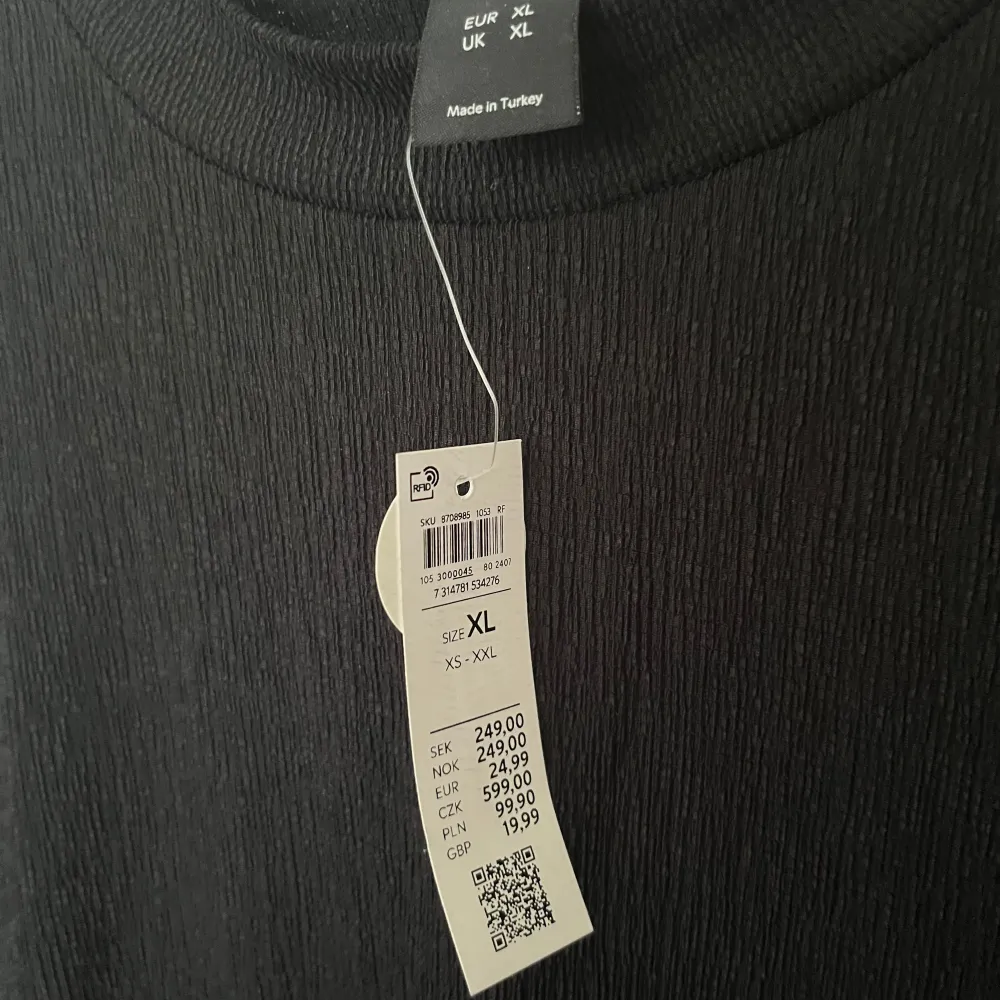 EUR XL
UK XL
Made in Turkey
RFID
SKU 8708985 1053 RF
105 3000045 80 2407
7 314781 534276
SIZE XL
XS - XXL
SEK 249,00
NOK 249,00
EUR 24,99
CZK 599,00
PLN 99,90
GBP 19,99